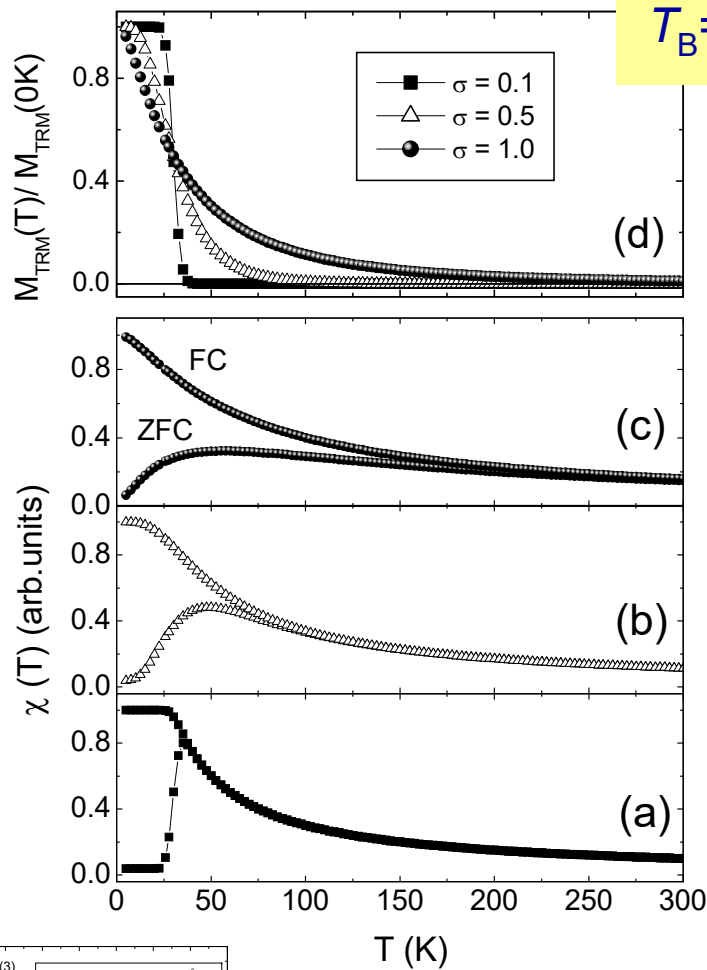 T_B=
σ = 0.1
σ = 0.5
σ = 1.0
M_TRM(T)/ M_TRM(0K)
0.8
0.4
0.0
(d)
FC
ZFC
0.8
0.4
0.0
(c)
χ (T) (arb.units)
0.8
0.4
0.0
(b)
0.8
0.4
0.0
(a)
0 50 100 150 200 250 300
T (K)
(3)